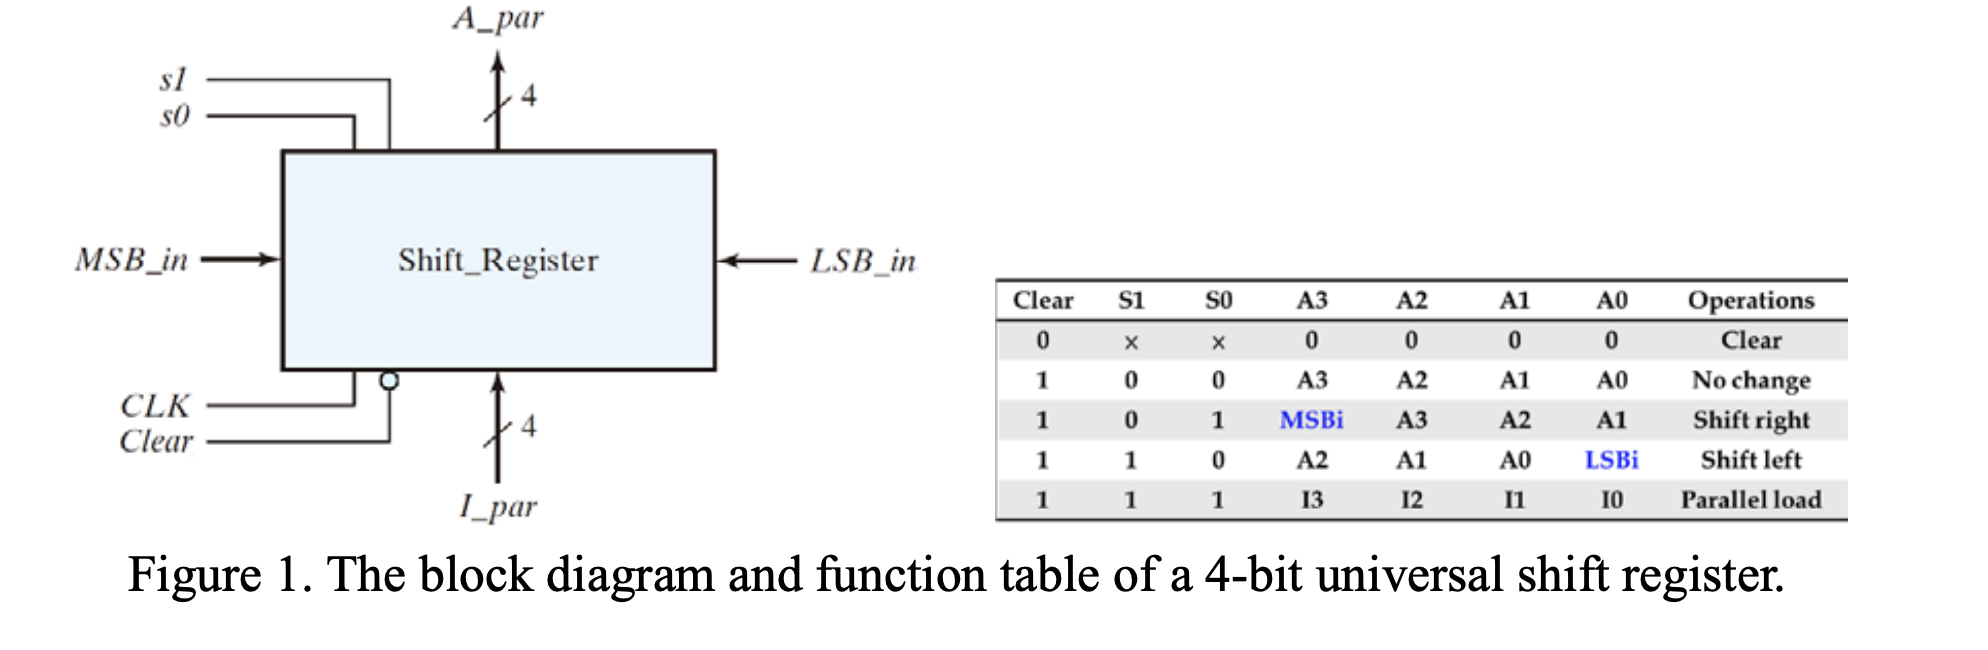 A_par
s1
4
s0
MSB_in
Shift_Register
LSB_in
CLK
4
Clear
I_par
Clear S1 S0 A3 A2 A1 A0 Operations
0 × × 0 0 0 0 Clear
1 0 0 A3 A2 A1 A0 No change
1 0 1 MSBi A3 A2 A1 Shift right
1 1 0 A2 A1 A0 LSBi Shift left
1 1 1 I3 I2 I1 I0 Parallel load
Figure 1. The block diagram and function table of a 4-bit universal shift register.